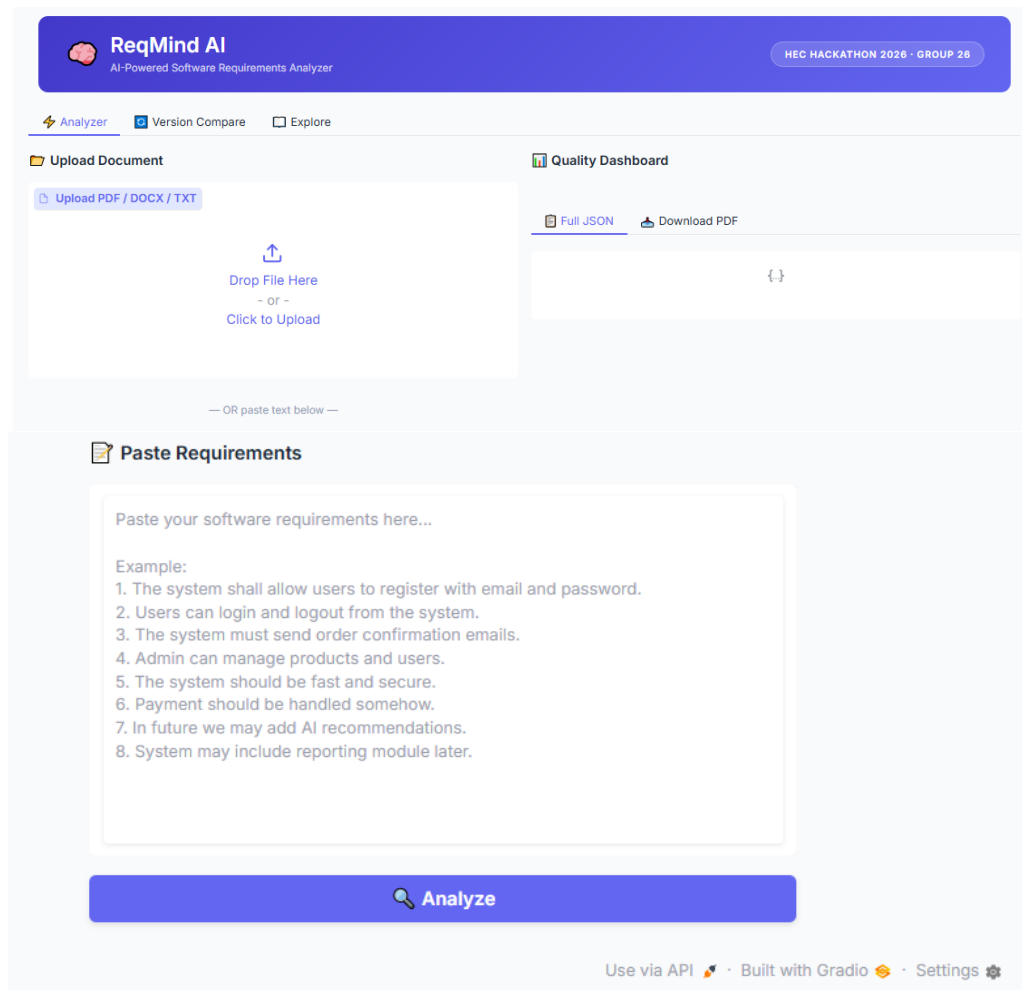 ReqMind AI
AI-Powered Software Requirements Analyzer
HEC HACKATHON 2026 · GROUP 26
Analyzer
Version Compare
Explore
Upload Document
Upload PDF / DOCX / TXT
Drop File Here
- or -
Click to Upload
— OR paste text below —
Quality Dashboard
Full JSON
Download PDF
{..}
Paste Requirements
Paste your software requirements here...
Example:
1. The system shall allow users to register with email and password.
2. Users can login and logout from the system.
3. The system must send order confirmation emails.
4. Admin can manage products and users.
5. The system should be fast and secure.
6. Payment should be handled somehow.
7. In future we may add AI recommendations.
8. System may include reporting module later.
Analyze
Use via API · Built with Gradio · Settings